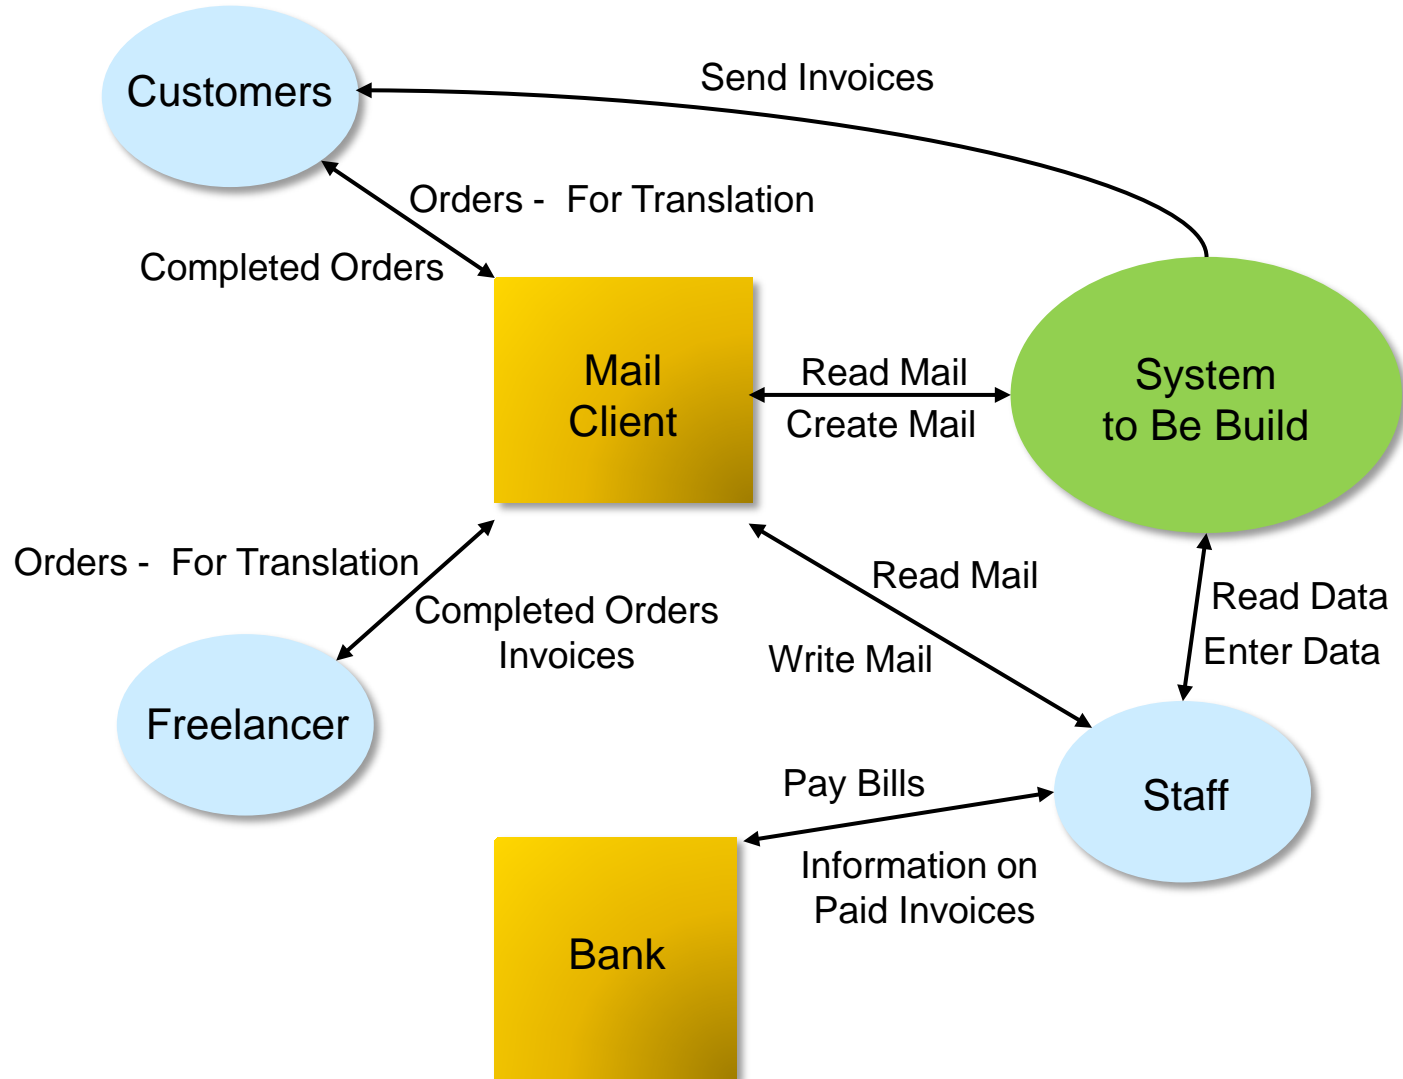 Send Invoices
Customers
Orders -  For Translation
Completed Orders
Mail
Client
Read Mail
Create Mail
System
to Be Build
Orders -  For Translation
Completed Orders
Invoices
Read Mail
Write Mail
Read Data
Enter Data
Freelancer
Pay Bills
Staff
Information on
Paid Invoices
Bank